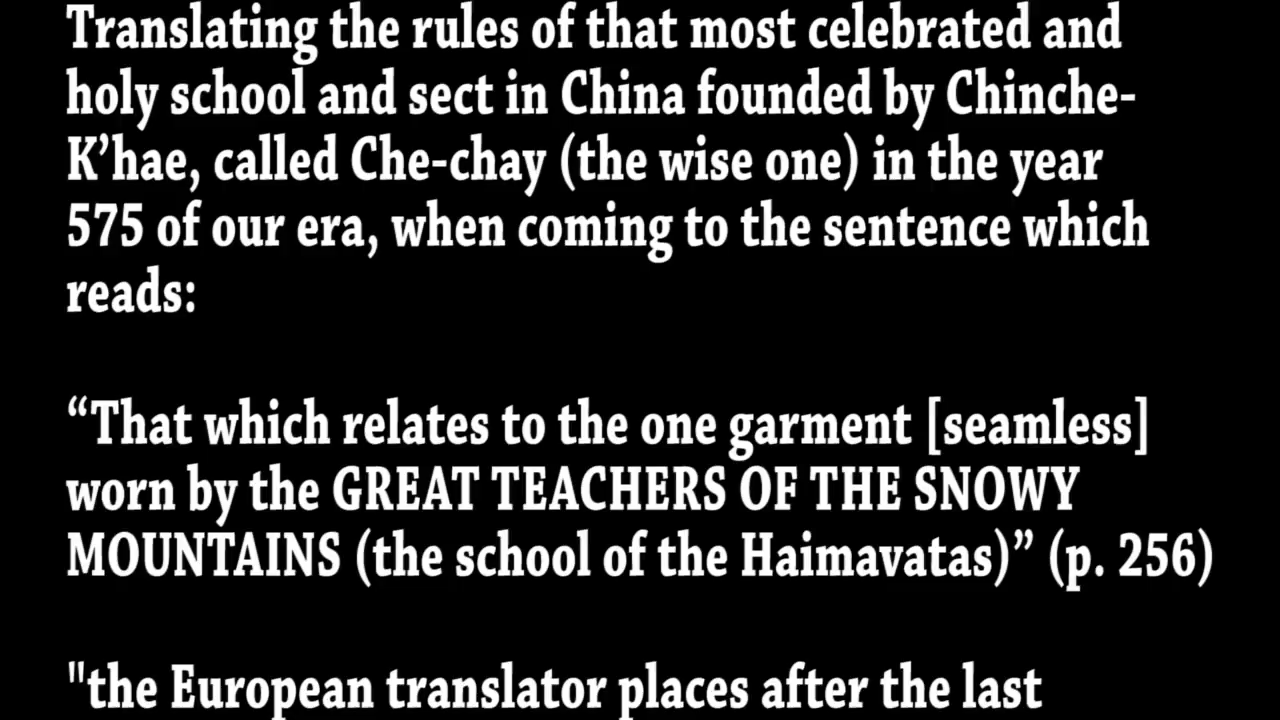 Translating the rules of that most celebrated and
holy school and sect in China founded by Chinche-
K’hae, called Che-chay (the wise one) in the year
575 of our era, when coming to the sentence which
reads:
“That which relates to the one garment [seamless]
worn by the GREAT TEACHERS OF THE SNOWY
MOUNTAINS (the school of the Haimavatas)” (p. 256)
"the European translator places after the last